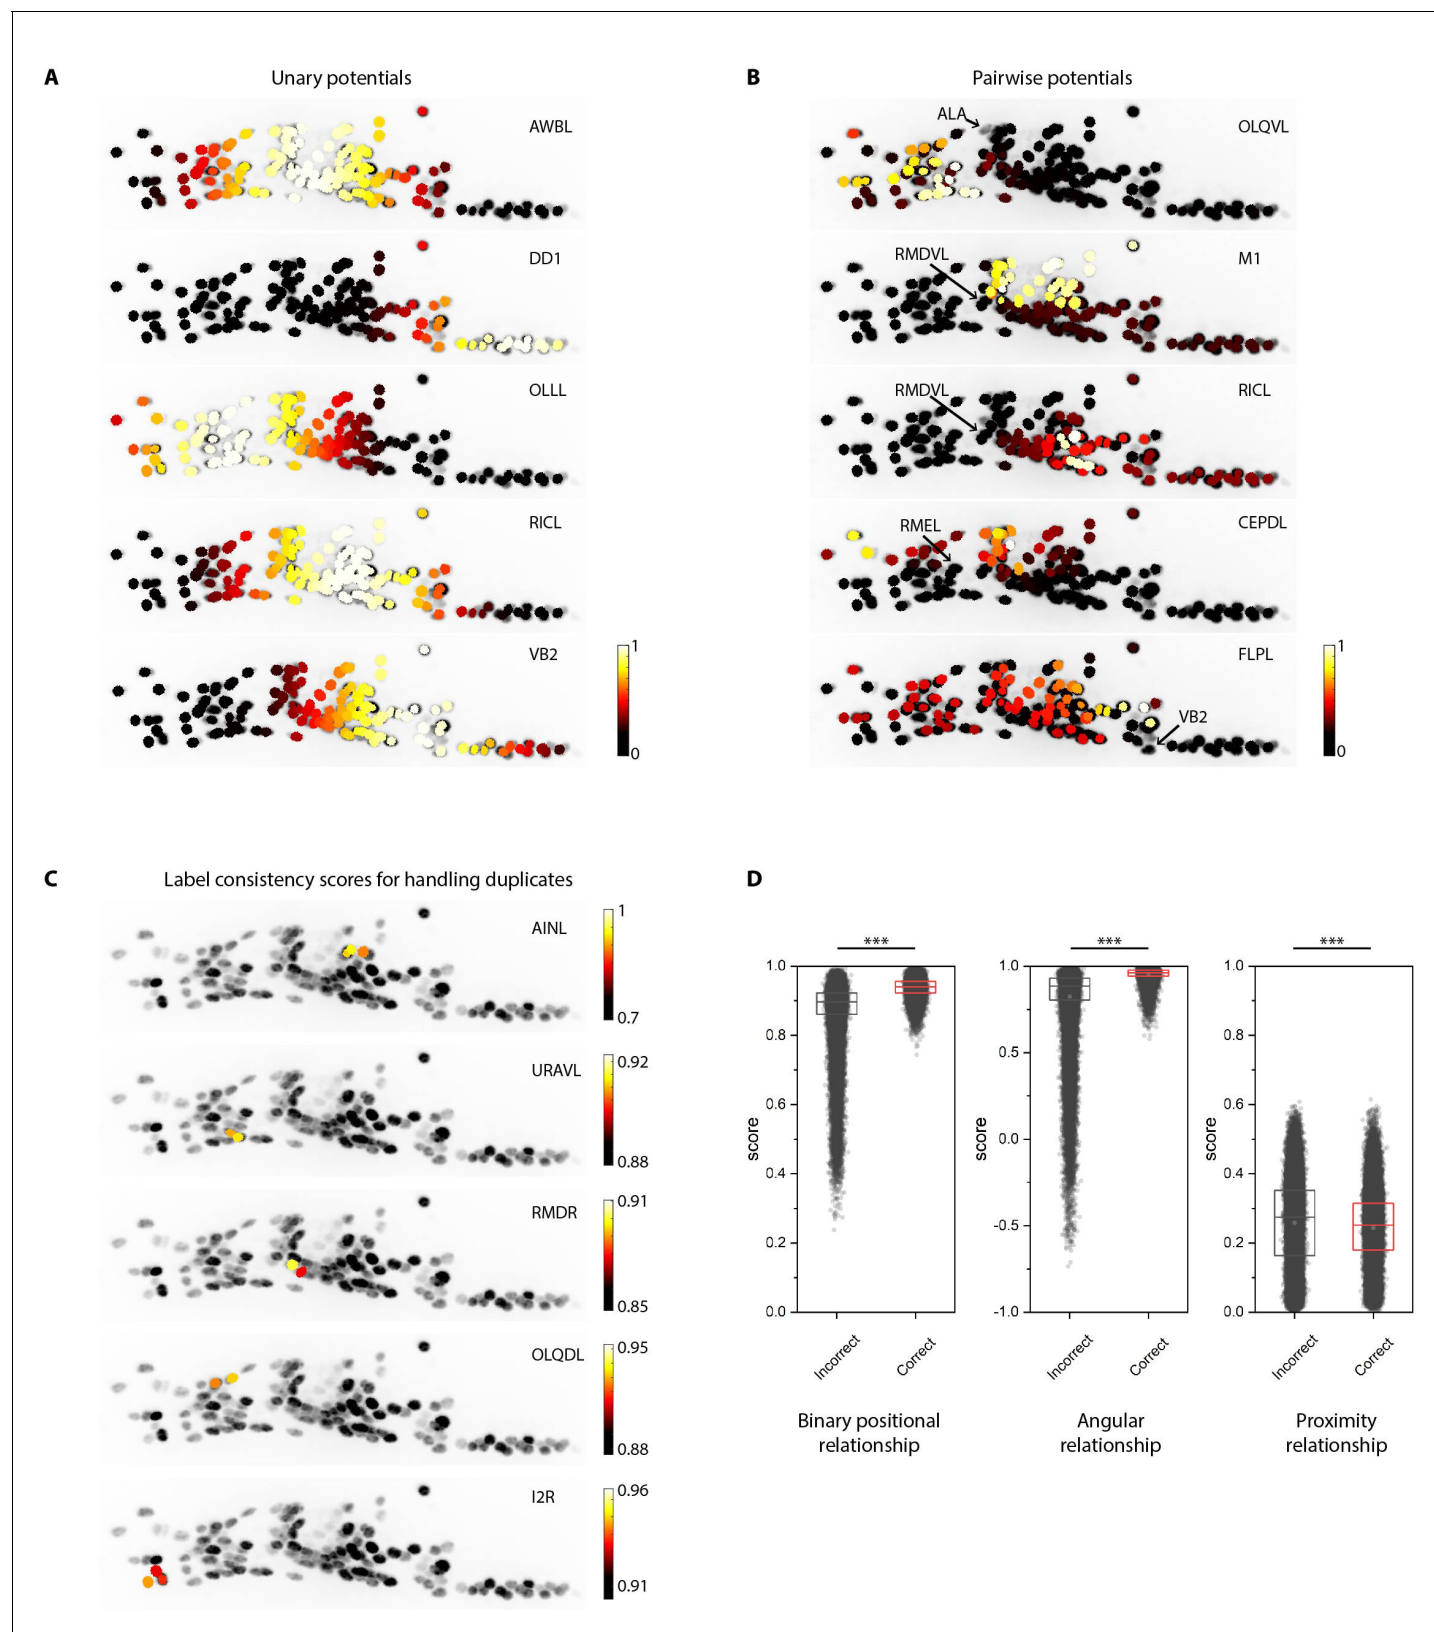 A
Unary potentials
AWBL
DD1
OLLL
RICL
VB2
1
0
B
Pairwise potentials
ALA
OLQVL
RMDVL
M1
RMDVL
RICL
RMEL
CEPDL
FLPL
VB2
1
0
C
Label consistency scores for handling duplicates
AINL
1
0.7
URAVL
0.92
0.88
RMDR
0.91
0.85
OLQDL
0.95
0.88
I2R
0.96
0.91
D
***
1.0
0.8
0.6
0.4
0.2
0.0
score
Incorrect
Correct
Binary positional
relationship
***
1.0
0.5
0.0
-0.5
-1.0
score
Incorrect
Correct
Angular
relationship
***
1.0
0.8
0.6
0.4
0.2
0.0
score
Incorrect
Correct
Proximity
relationship